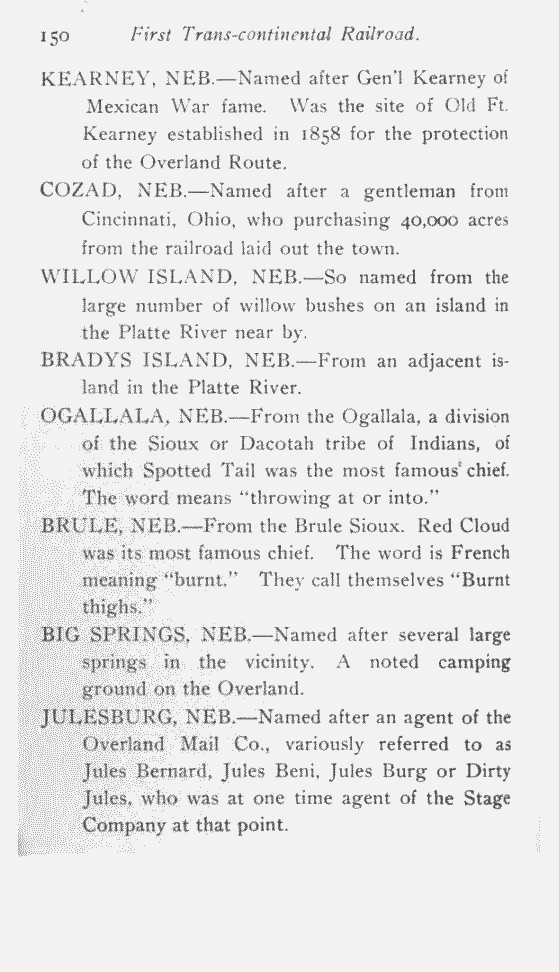 150 First Trans-continental Railroad.
KEARNEY, NEB.—Named after Gen'l Kearney of
Mexican War fame. Was the site of Old Ft.
Kearney established in 1858 for the protection
of the Overland Route.
COZAD, NEB.—Named after a gentleman from
Cincinnati, Ohio, who purchasing 40,000 acres
from the railroad laid out the town.
WILLOW ISLAND, NEB.—So named from the
large number of willow bushes on an island in
the Platte River near by.
BRADYS ISLAND, NEB.—From an adjacent is-
land in the Platte River.
OGALLALA, NEB.—From the Ogallala, a division
of the Sioux or Dacotah tribe of Indians, of
which Spotted Tail was the most famous chief.
The word means "throwing at or into."
BRULE, NEB.—From the Brule Sioux. Red Cloud
was its most famous chief. The word is French
meaning "burnt." They call themselves "Burnt
thighs."
BIG SPRINGS, NEB.—Named after several large
springs in the vicinity. A noted camping
ground on the Overland.
JULESBURG, NEB.—Named after an agent of the
Overland Mail Co., variously referred to as
Jules Bernard, Jules Beni, Jules Burg or Dirty
Jules, who was at one time agent of the Stage
Company at that point.